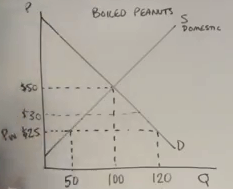 P
BOILED PEANUTS
S
DOMESTIC
$50
$30
Pw $25
D
50 100 120 Q